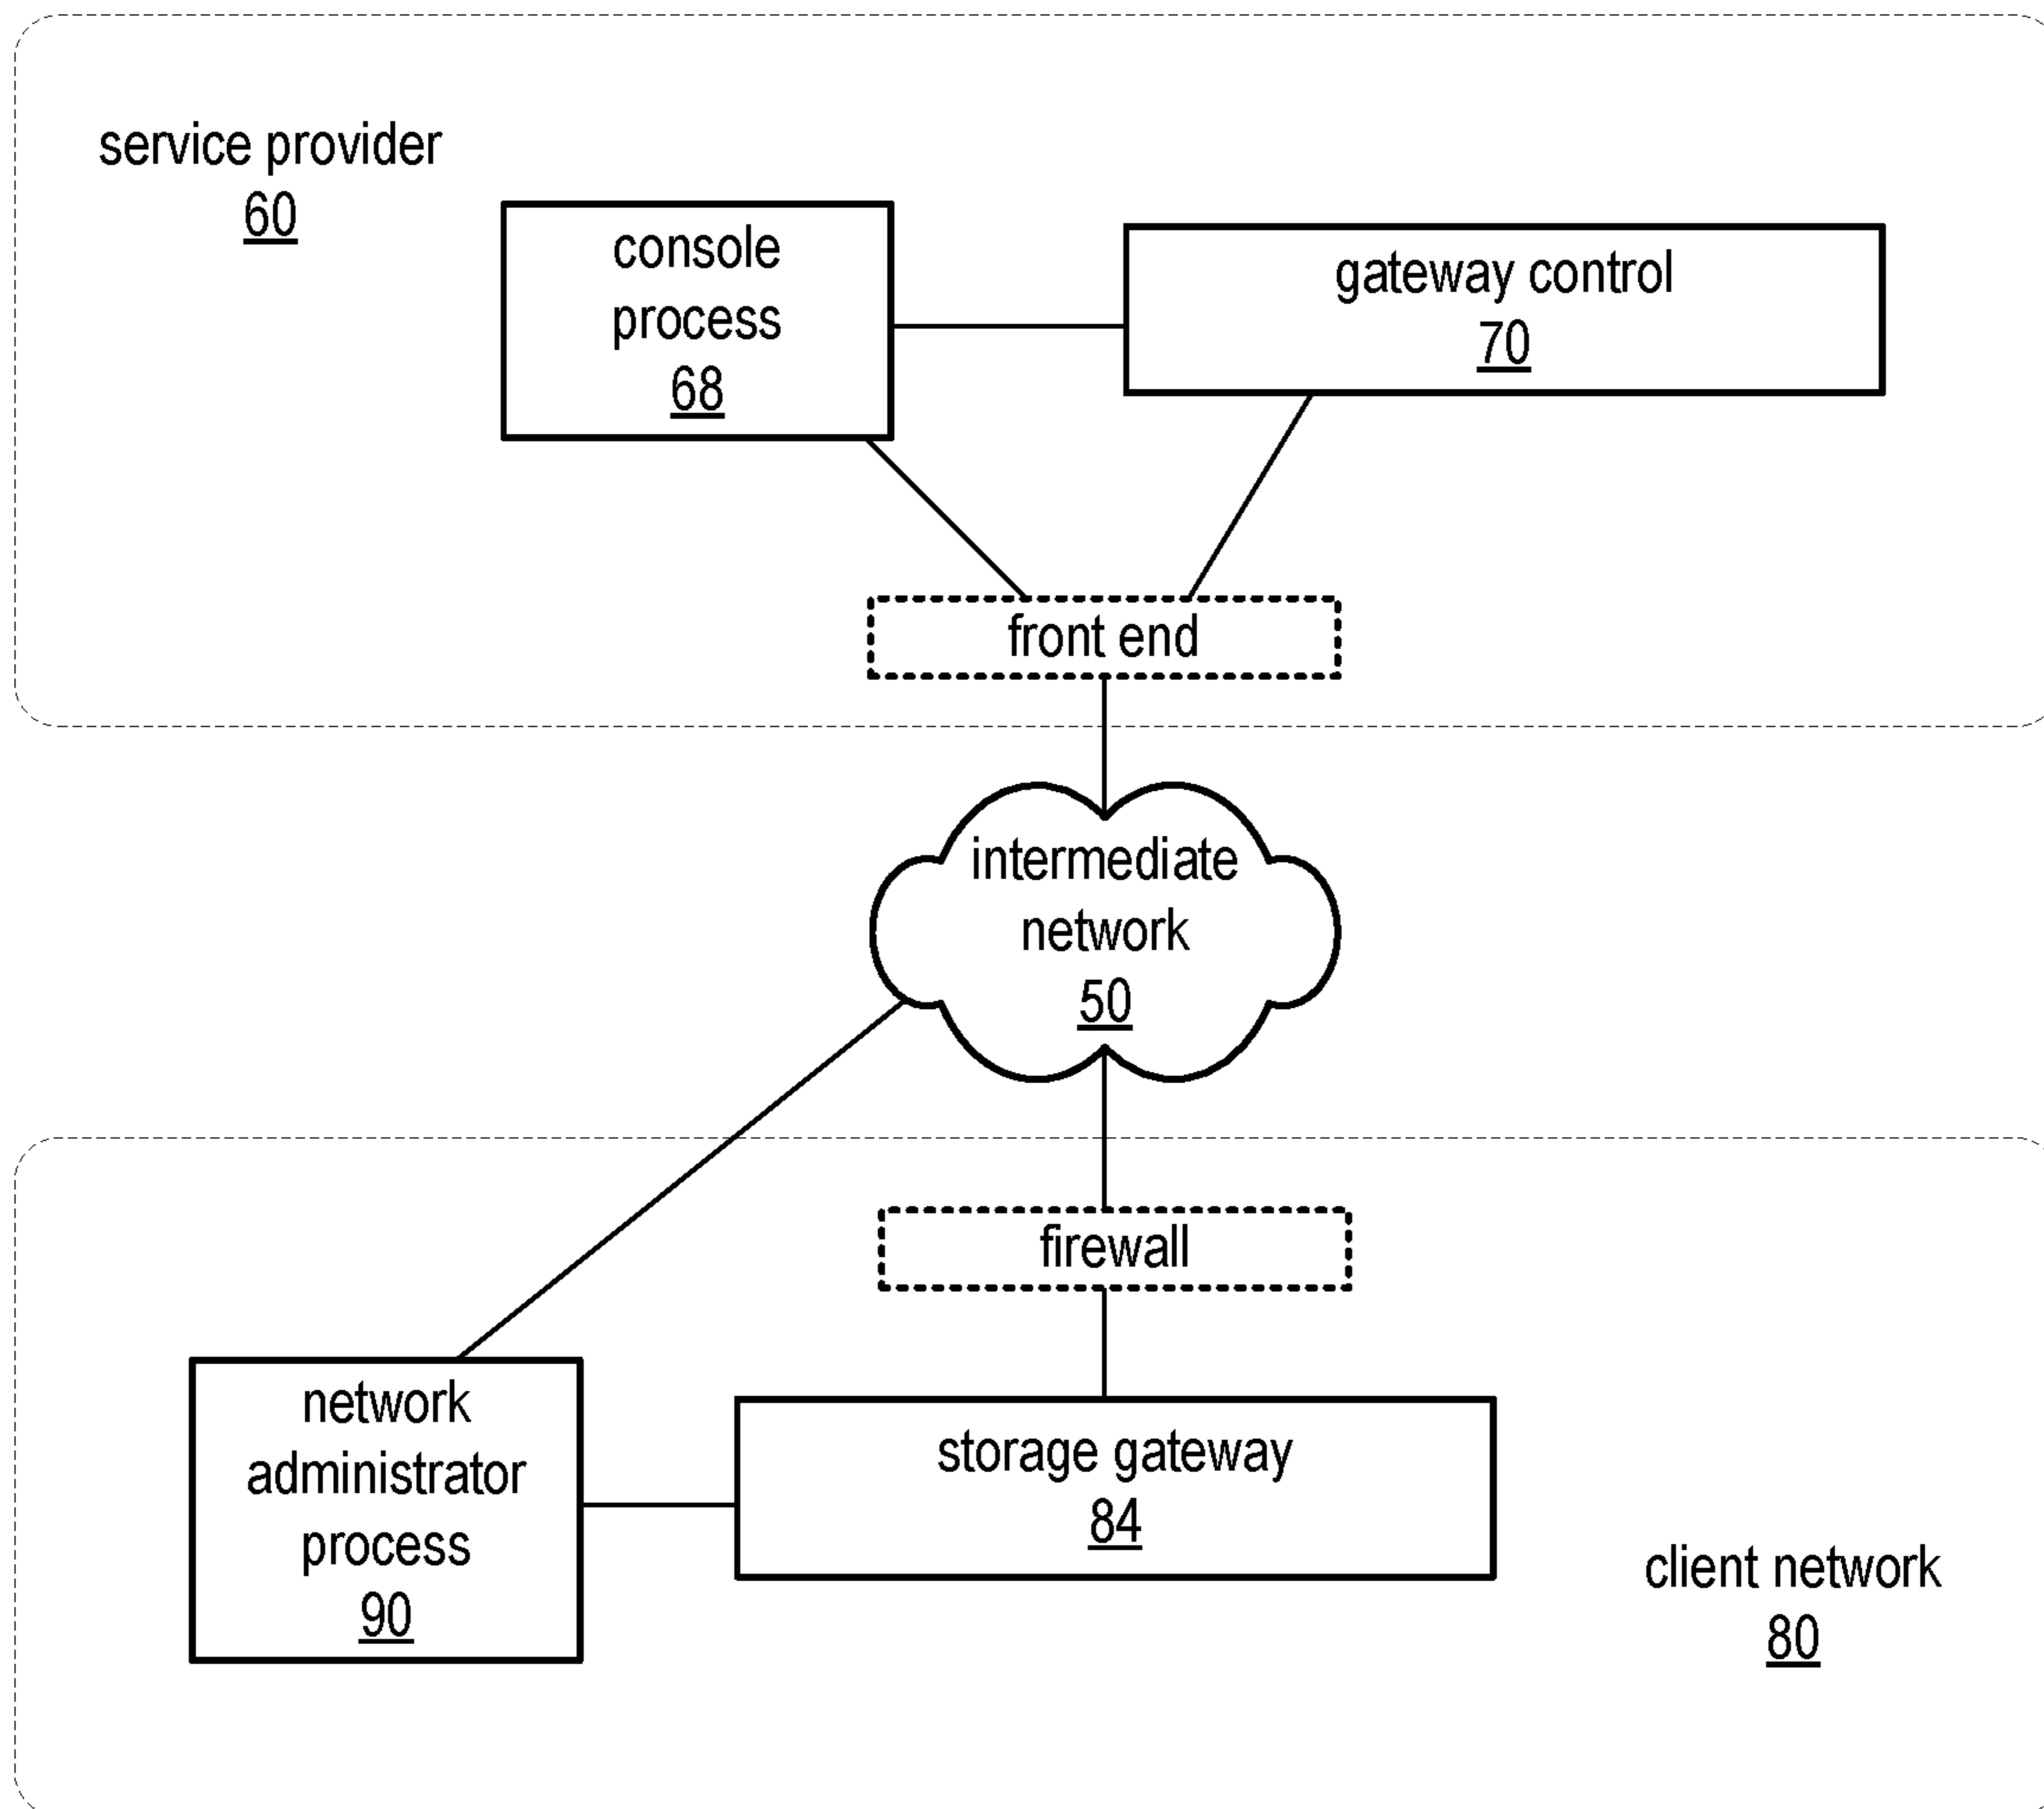 service provider
60
console
process
68
gateway control
70
front end
intermediate
network
50
firewall
network
administrator
process
90
storage gateway
84
client network
80